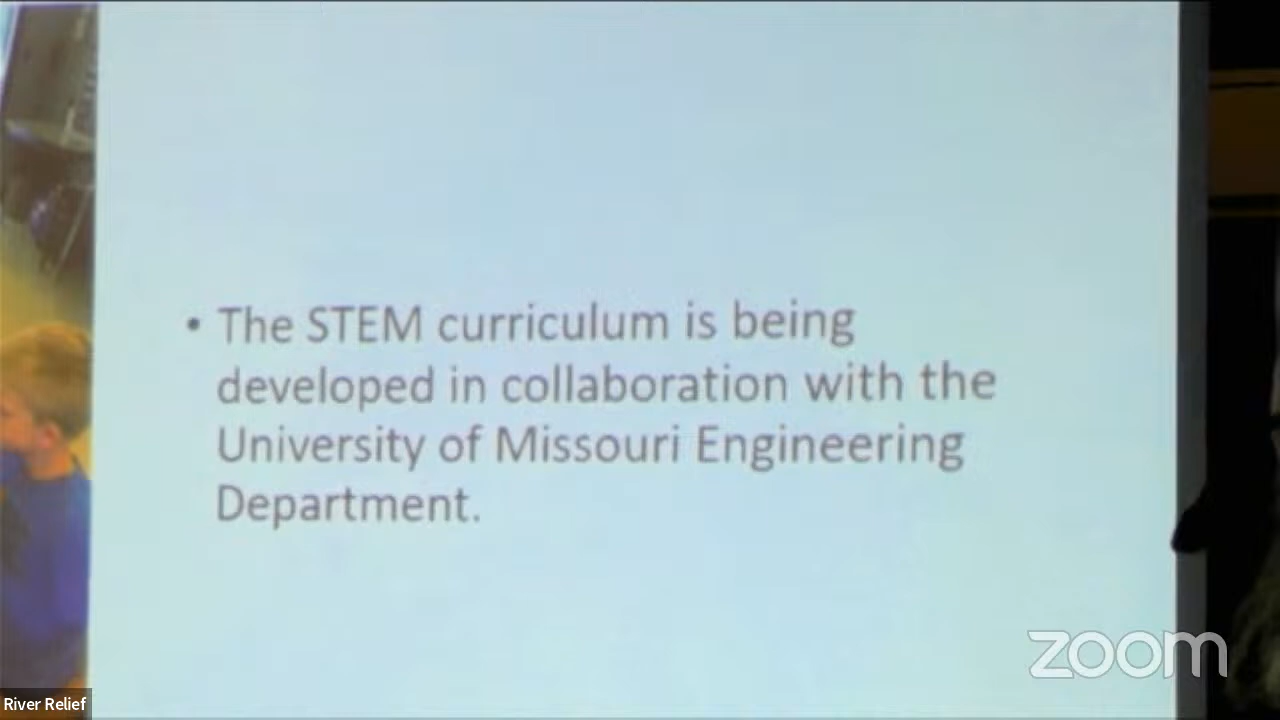 • The STEM curriculum is being
developed in collaboration with the
University of Missouri Engineering
Department.
zoom
River Relief